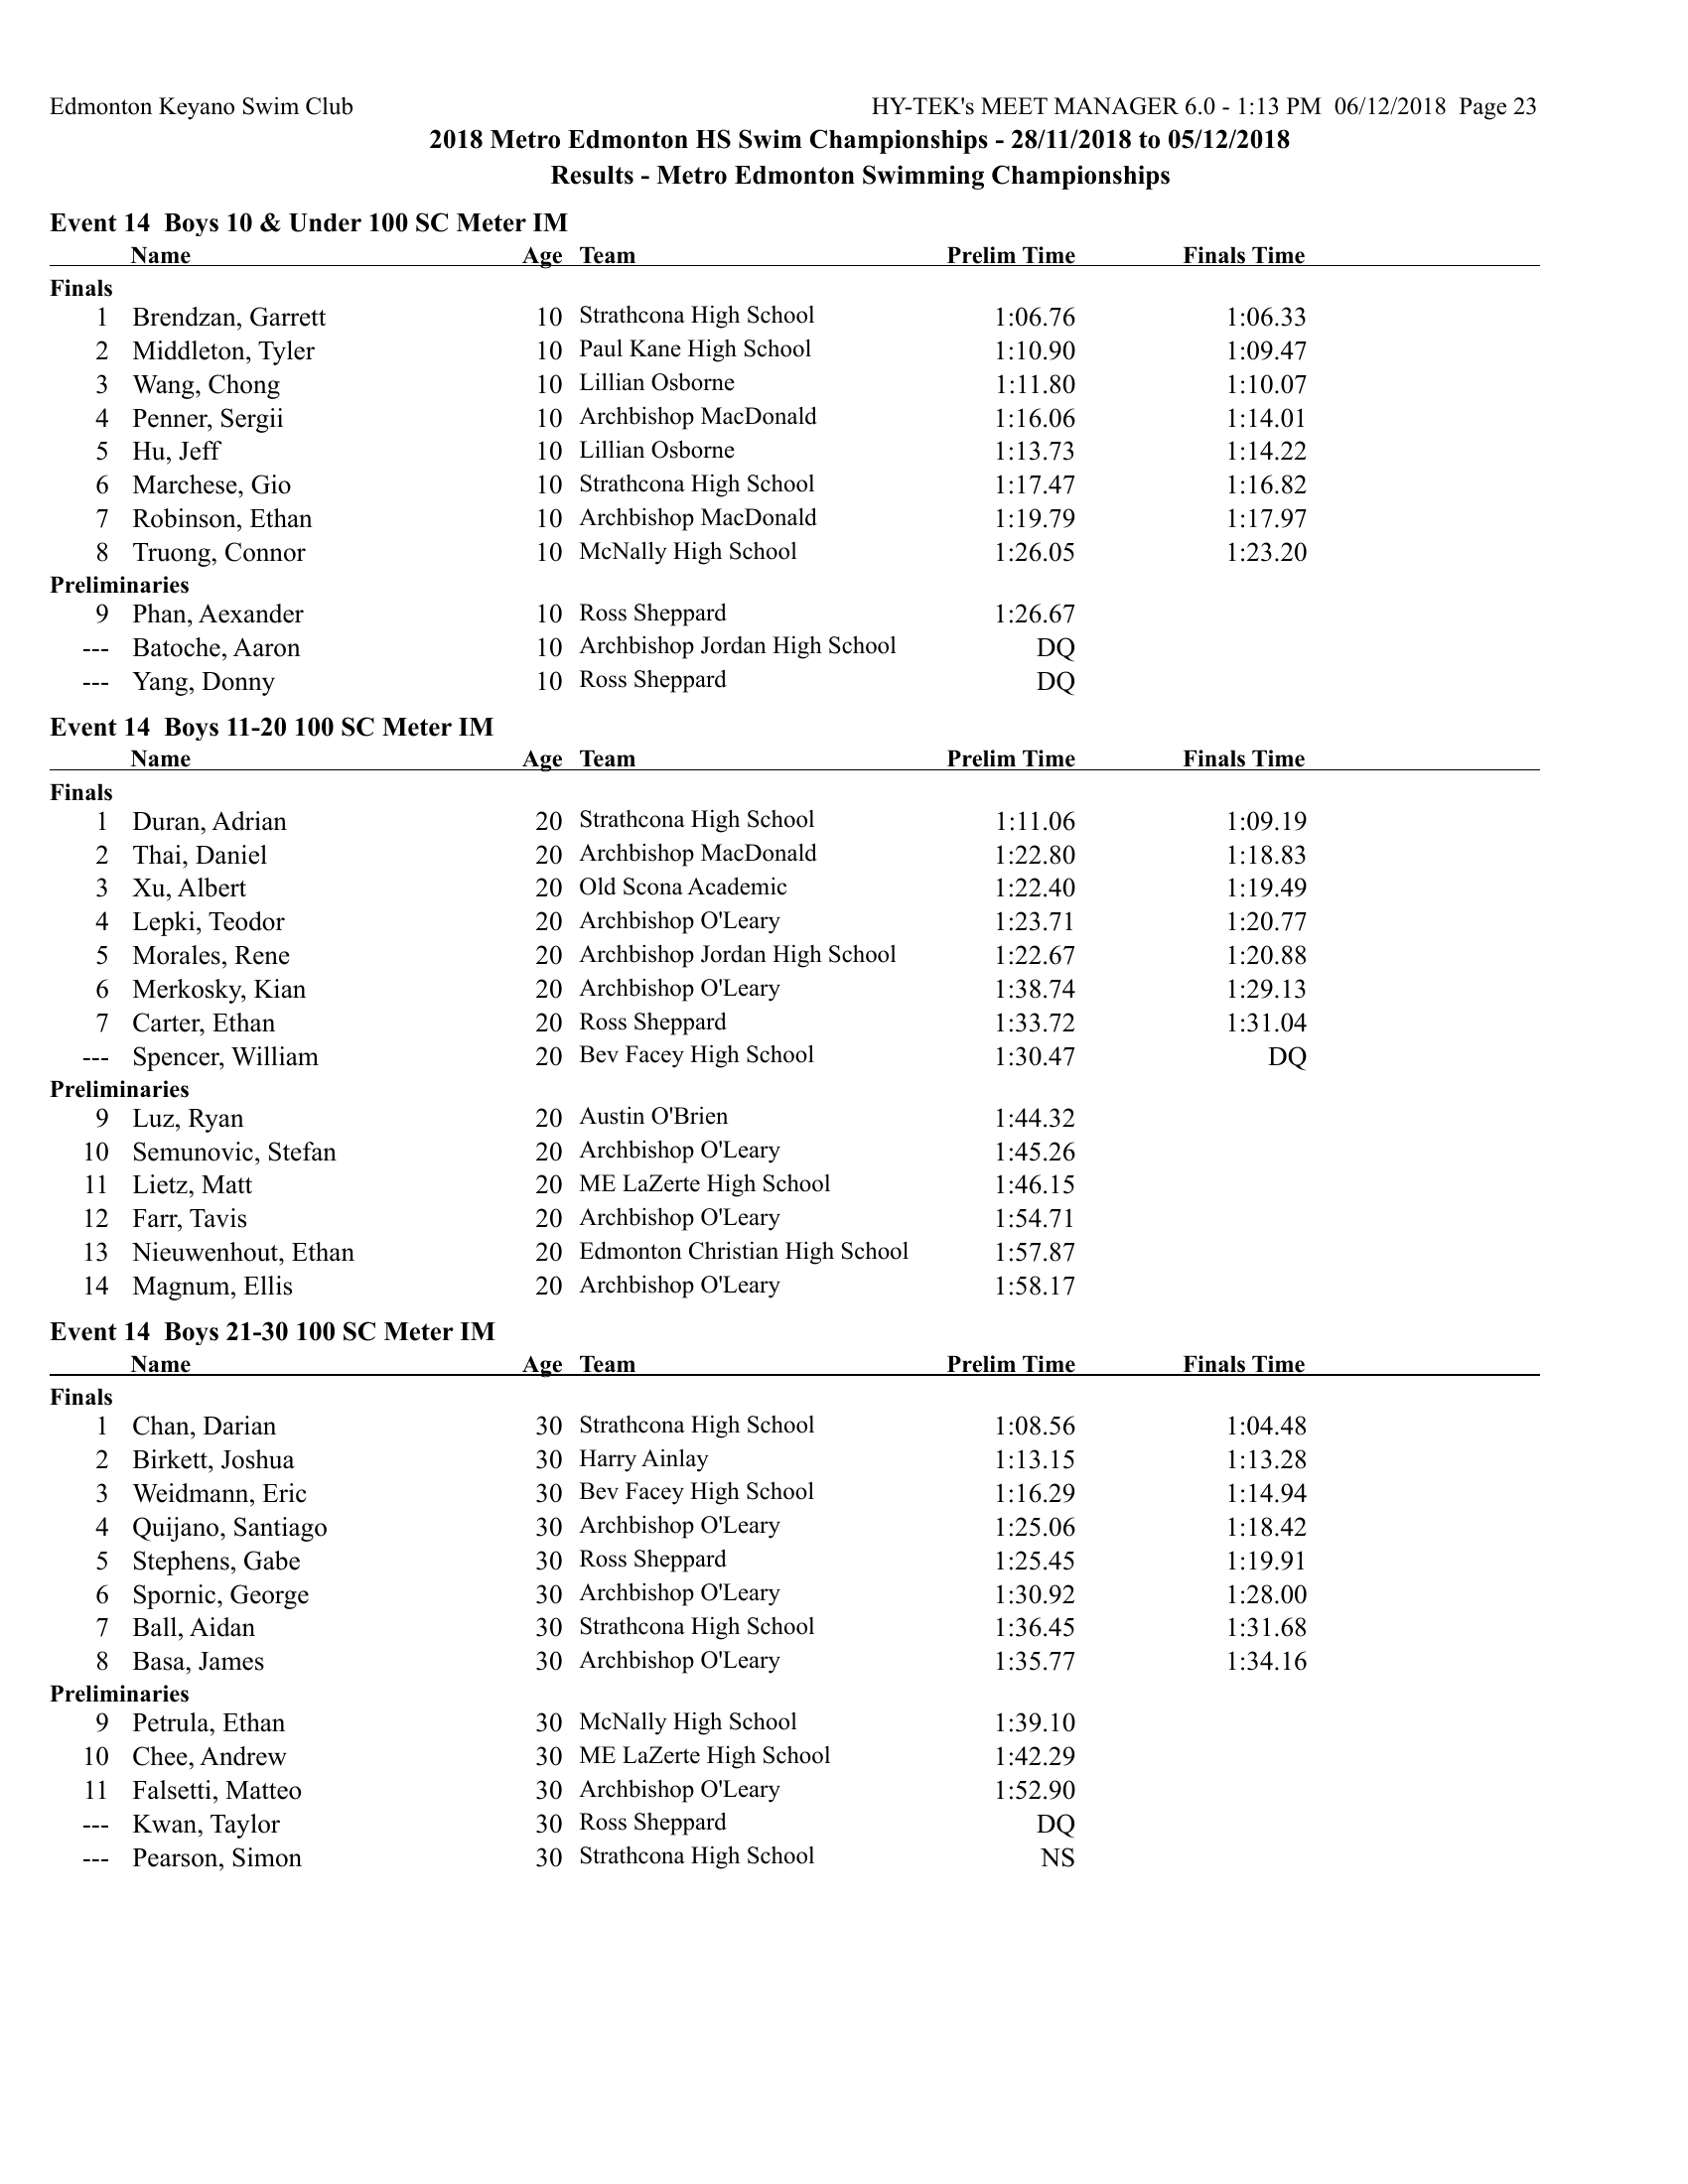 Edmonton Keyano Swim Club HY-TEK's MEET MANAGER 6.0 - 1:13 PM 06/12/2018 Page 23
2018 Metro Edmonton HS Swim Championships - 28/11/2018 to 05/12/2018
Results - Metro Edmonton Swimming Championships
Event 14 Boys 10 & Under 100 SC Meter IM
Name Age Team Prelim Time Finals Time
Finals
1 Brendzan, Garrett 10 Strathcona High School 1:06.76 1:06.33
2 Middleton, Tyler 10 Paul Kane High School 1:10.90 1:09.47
3 Wang, Chong 10 Lillian Osborne 1:11.80 1:10.07
4 Penner, Sergii 10 Archbishop MacDonald 1:16.06 1:14.01
5 Hu, Jeff 10 Lillian Osborne 1:13.73 1:14.22
6 Marchese, Gio 10 Strathcona High School 1:17.47 1:16.82
7 Robinson, Ethan 10 Archbishop MacDonald 1:19.79 1:17.97
8 Truong, Connor 10 McNally High School 1:26.05 1:23.20
Preliminaries
9 Phan, Aexander 10 Ross Sheppard 1:26.67
--- Batoche, Aaron 10 Archbishop Jordan High School DQ
--- Yang, Donny 10 Ross Sheppard DQ
Event 14 Boys 11-20 100 SC Meter IM
Name Age Team Prelim Time Finals Time
Finals
1 Duran, Adrian 20 Strathcona High School 1:11.06 1:09.19
2 Thai, Daniel 20 Archbishop MacDonald 1:22.80 1:18.83
3 Xu, Albert 20 Old Scona Academic 1:22.40 1:19.49
4 Lepki, Teodor 20 Archbishop O'Leary 1:23.71 1:20.77
5 Morales, Rene 20 Archbishop Jordan High School 1:22.67 1:20.88
6 Merkosky, Kian 20 Archbishop O'Leary 1:38.74 1:29.13
7 Carter, Ethan 20 Ross Sheppard 1:33.72 1:31.04
--- Spencer, William 20 Bev Facey High School 1:30.47 DQ
Preliminaries
9 Luz, Ryan 20 Austin O'Brien 1:44.32
10 Semunovic, Stefan 20 Archbishop O'Leary 1:45.26
11 Lietz, Matt 20 ME LaZerte High School 1:46.15
12 Farr, Tavis 20 Archbishop O'Leary 1:54.71
13 Nieuwenhout, Ethan 20 Edmonton Christian High School 1:57.87
14 Magnum, Ellis 20 Archbishop O'Leary 1:58.17
Event 14 Boys 21-30 100 SC Meter IM
Name Age Team Prelim Time Finals Time
Finals
1 Chan, Darian 30 Strathcona High School 1:08.56 1:04.48
2 Birkett, Joshua 30 Harry Ainlay 1:13.15 1:13.28
3 Weidmann, Eric 30 Bev Facey High School 1:16.29 1:14.94
4 Quijano, Santiago 30 Archbishop O'Leary 1:25.06 1:18.42
5 Stephens, Gabe 30 Ross Sheppard 1:25.45 1:19.91
6 Spornic, George 30 Archbishop O'Leary 1:30.92 1:28.00
7 Ball, Aidan 30 Strathcona High School 1:36.45 1:31.68
8 Basa, James 30 Archbishop O'Leary 1:35.77 1:34.16
Preliminaries
9 Petrula, Ethan 30 McNally High School 1:39.10
10 Chee, Andrew 30 ME LaZerte High School 1:42.29
11 Falsetti, Matteo 30 Archbishop O'Leary 1:52.90
--- Kwan, Taylor 30 Ross Sheppard DQ
--- Pearson, Simon 30 Strathcona High School NS